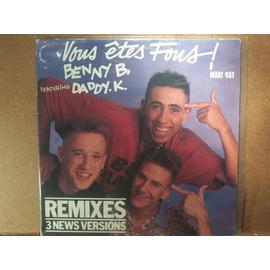 Vous êtes Fous!
BENNY B.
FEATURING DADDY.K.
MAXI 45T
REMIXES
3 NEWS VERSIONS